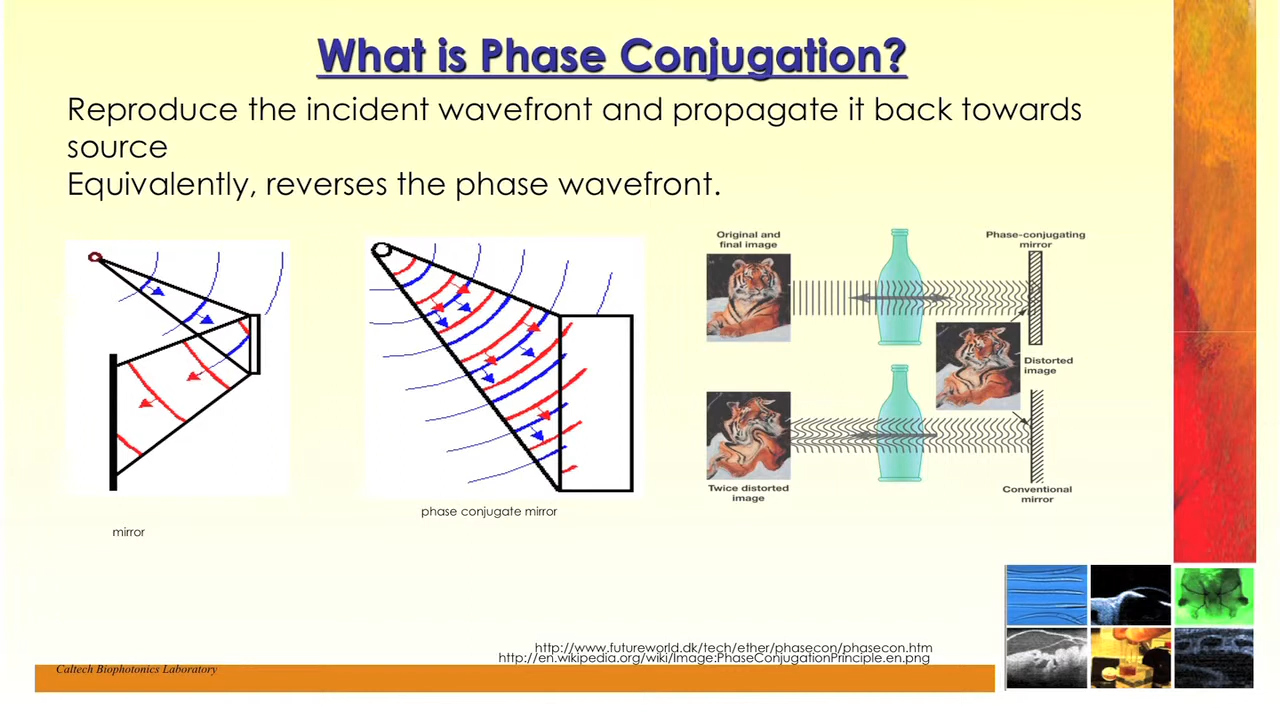 What is Phase Conjugation?
Reproduce the incident wavefront and propagate it back towards
source
Equivalently, reverses the phase wavefront.
Original and
final image
Phase-conjugating
mirror
Distorted
image
Twice distorted
image
Conventional
mirror
phase conjugate mirror
mirror
http://www.futureworld.dk/tech/ether/phasecon/phasecon.htm
http://en.wikipedia.org/wiki/Image:PhaseConjugationPrinciple.en.png
Caltech Biophotonics Laboratory